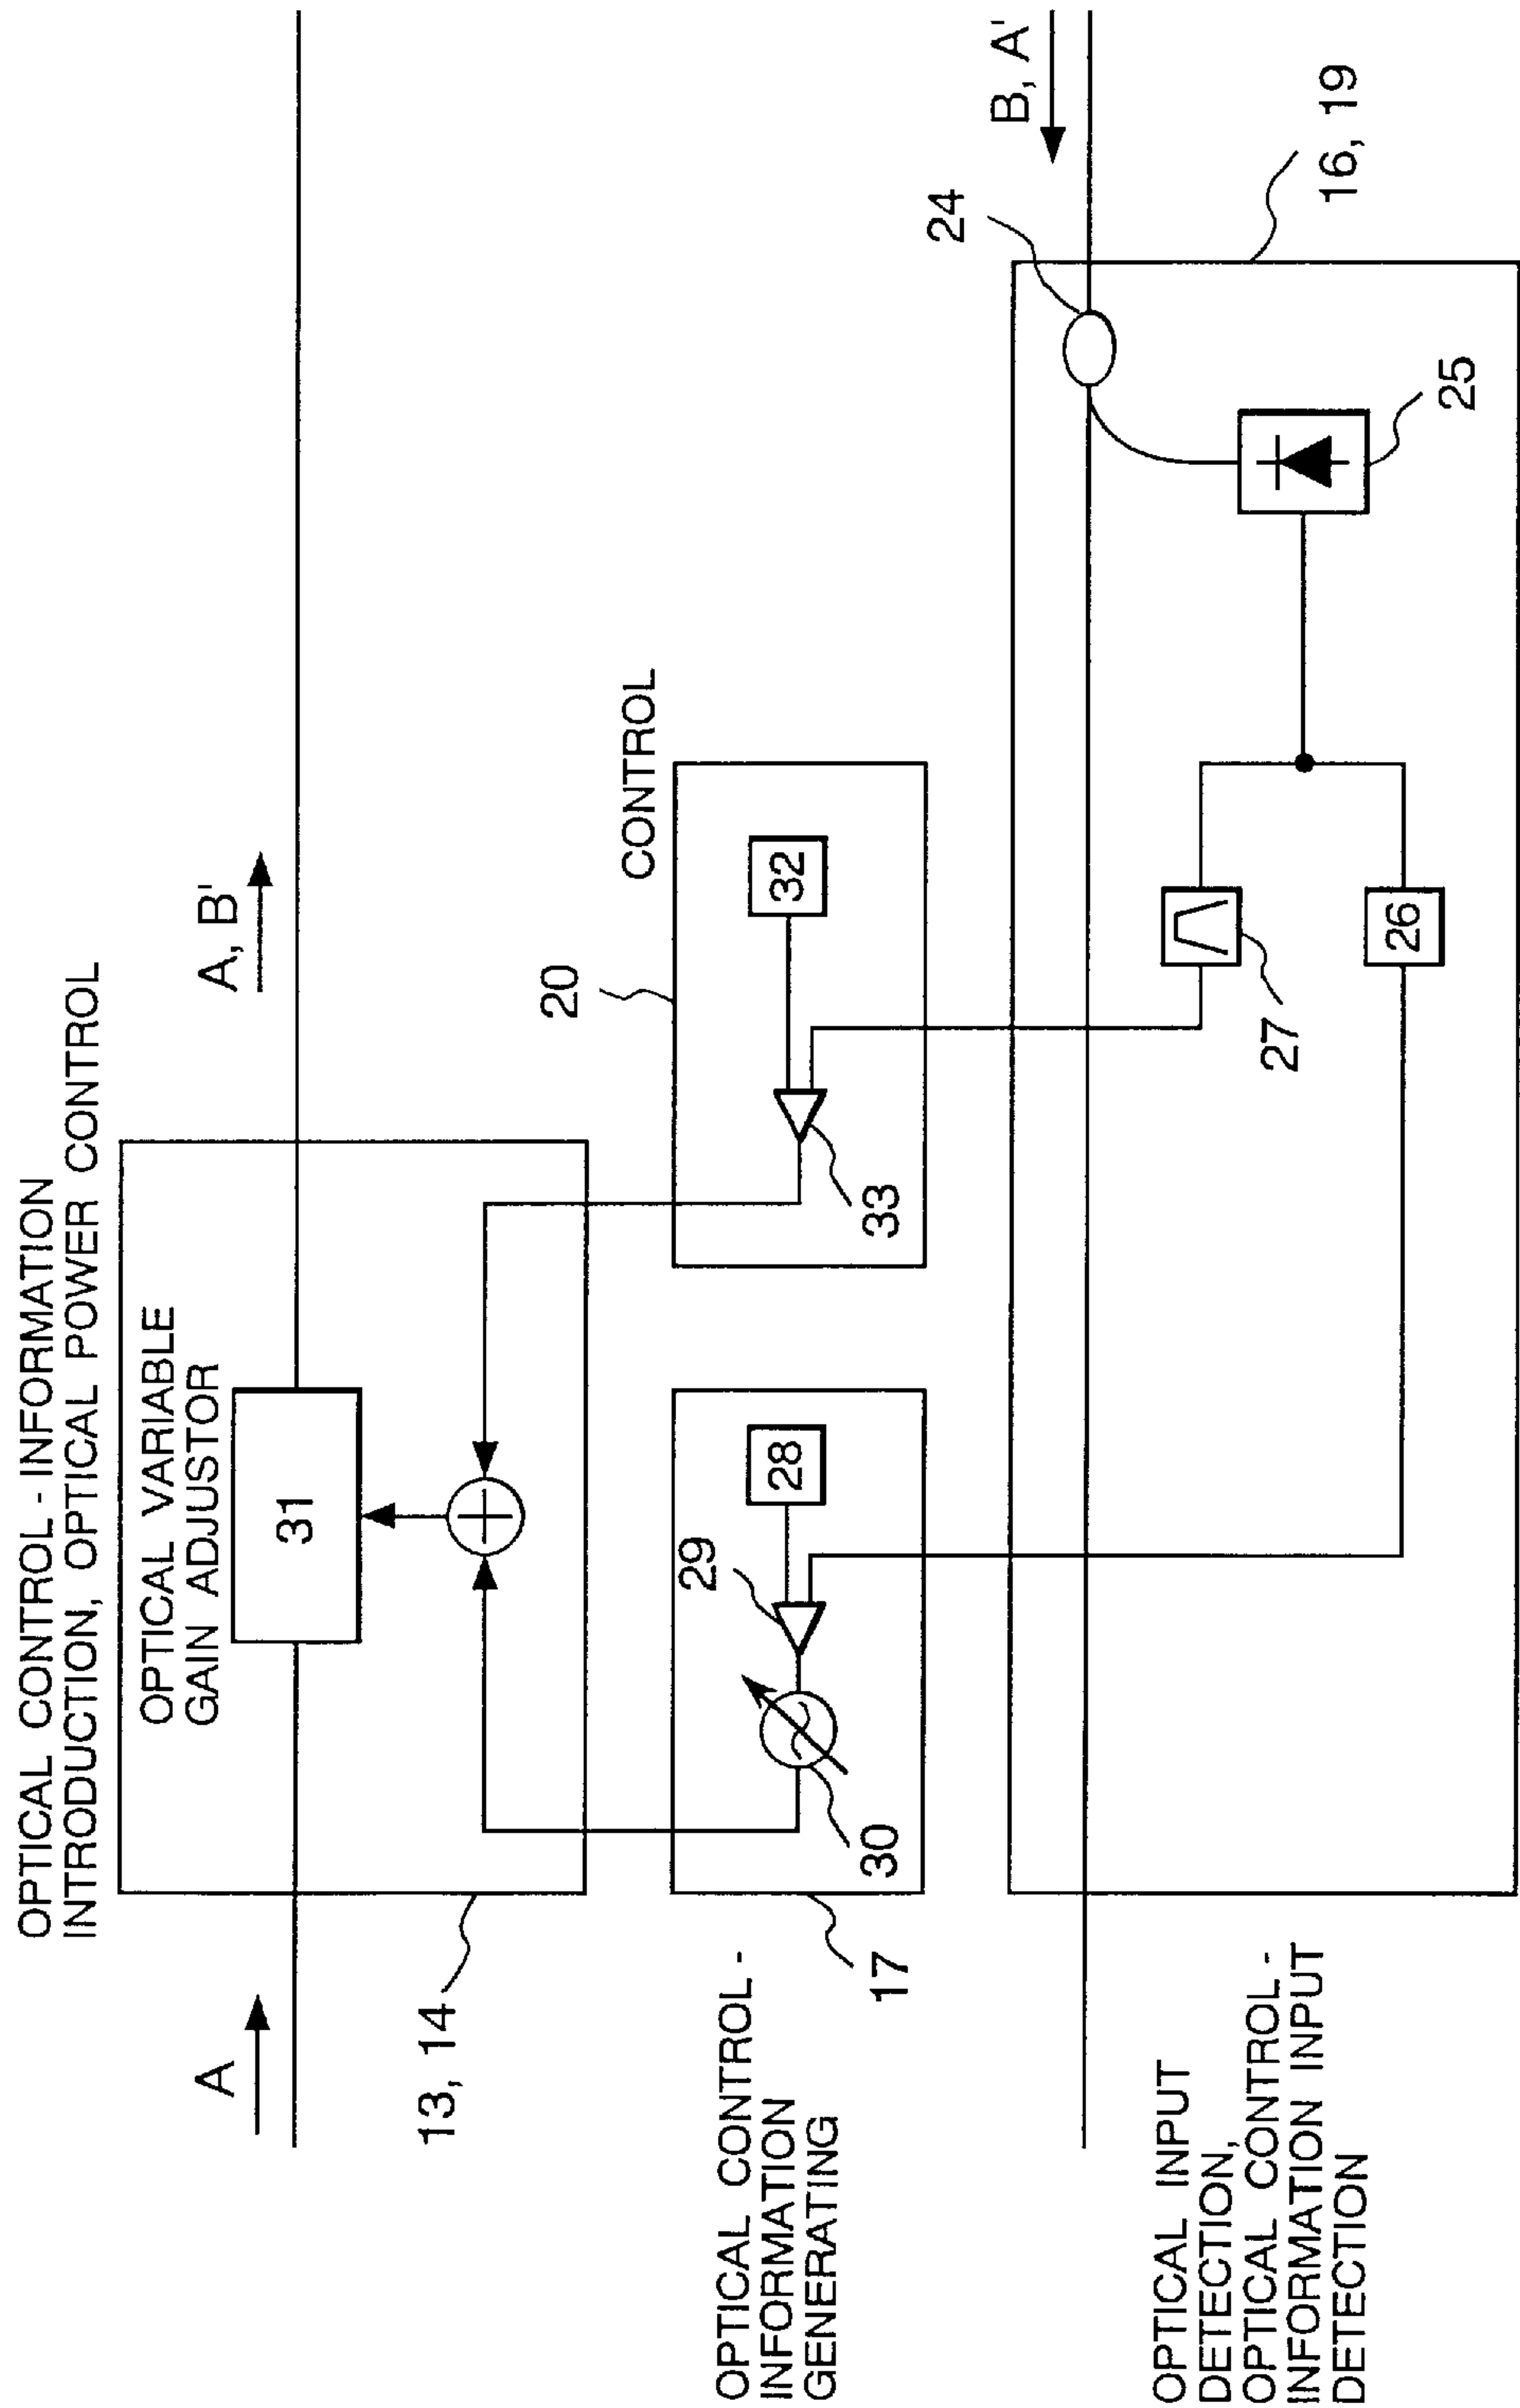 OPTICAL CONTROL - INFORMATION
INTRODUCTION, OPTICAL POWER CONTROL
A
A, B'
OPTICAL VARIABLE
GAIN ADJUSTOR
31
13, 14
OPTICAL CONTROL -
INFORMATION
GENERATING
17
30
29
28
20
CONTROL
33
32
B, A'
24
16, 19
25
27
26
OPTICAL INPUT
DETECTION,
OPTICAL CONTROL -
INFORMATION INPUT
DETECTION